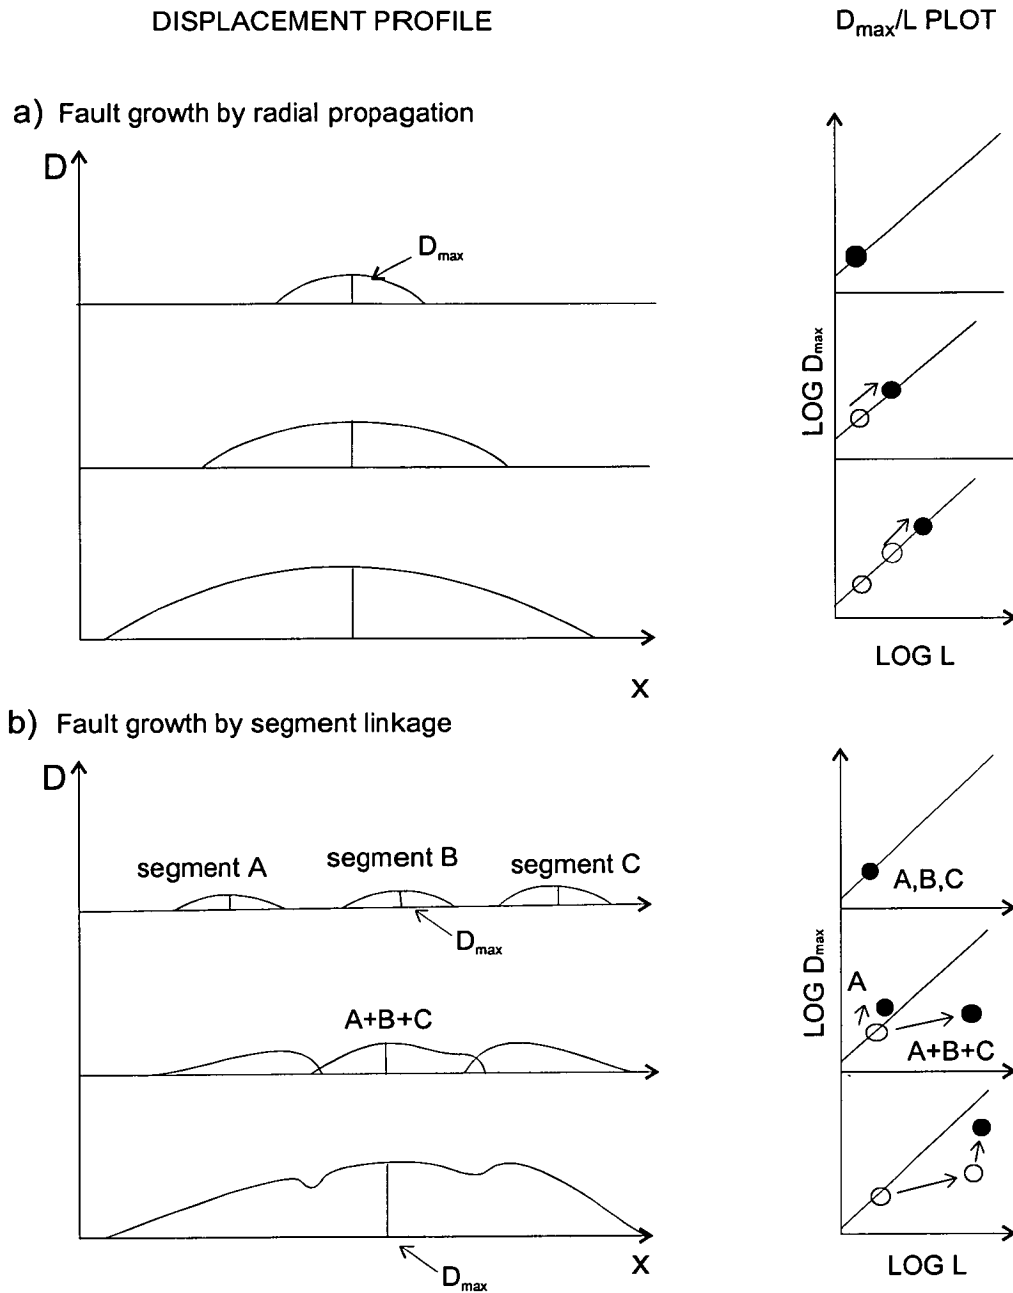 DISPLACEMENT PROFILE
Dmax/L PLOT
a) Fault growth by radial propagation
D
Dmax
LOG Dmax
LOG L
x
b) Fault growth by segment linkage
D
segment A
segment B
segment C
Dmax
A,B,C
A+B+C
LOG Dmax
A
A+B+C
LOG L
x
Dmax